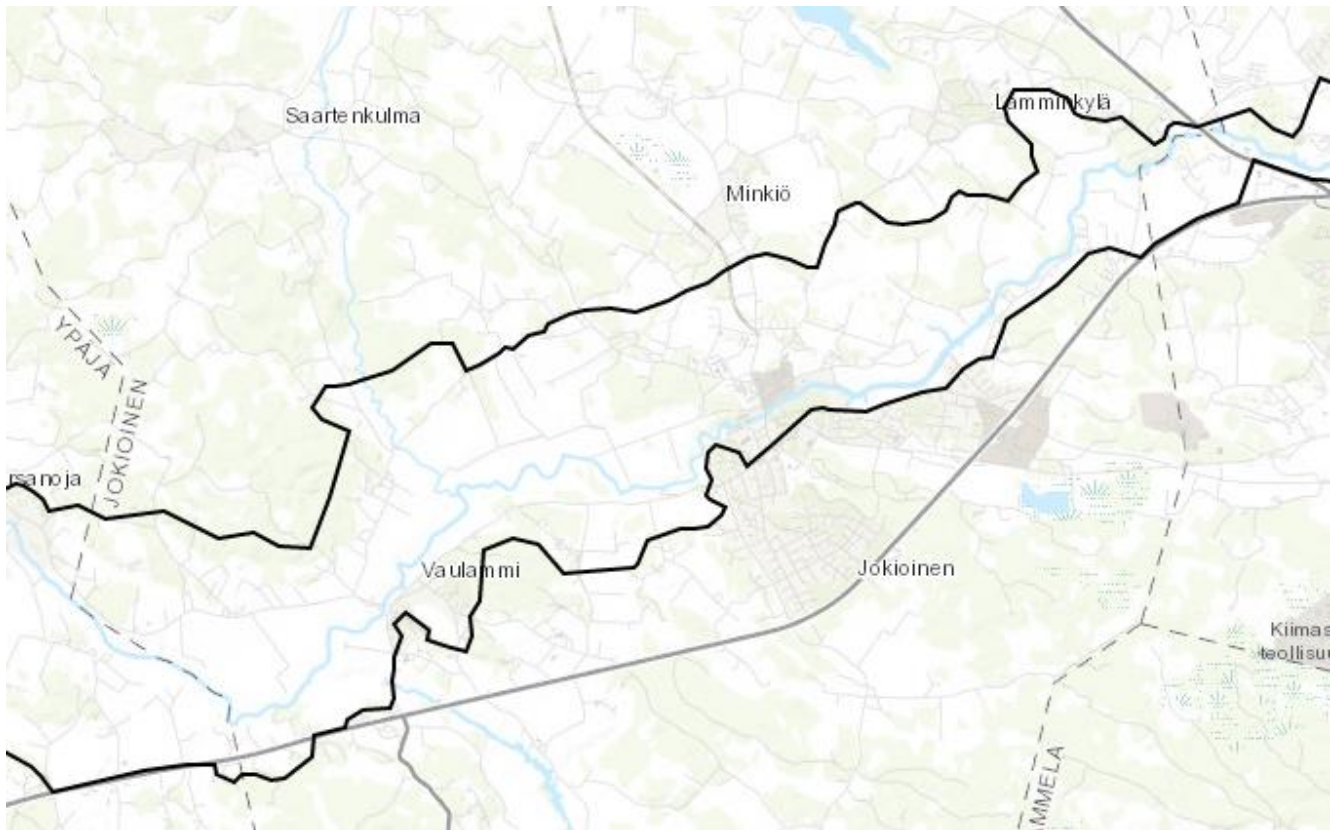 Lamminkylä
Saartenkulma
Minkiö
YPÄJÄ
JOKIOINEN
rsanoja
Vaulammi
Jokioinen
Kiimas
teollisuu
MMELA